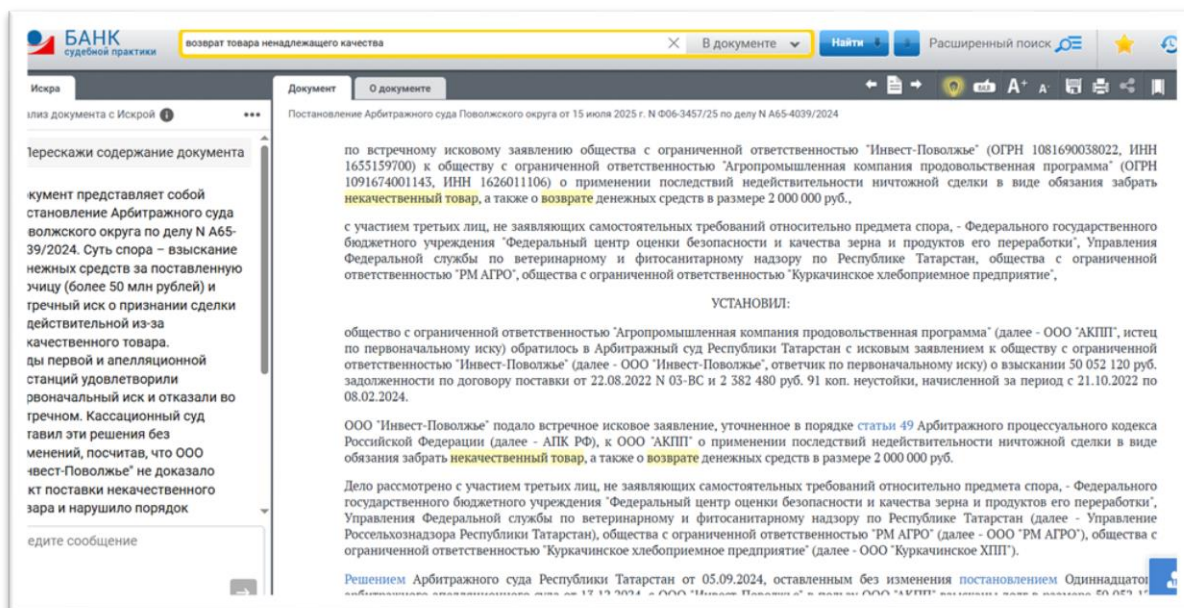 БАНК
судебной практики
возврат товара ненадлежащего качества
В документе
Найти
Расширенный поиск
Искра
Документ
О документе
A+
A-
ализ документа с Искрой
Перескажи содержание документа
кумент представляет собой
становление Арбитражного суда
волжского округа по делу N А65-
39/2024. Суть спора – взыскание
нежных средств за поставленную
чицу (более 50 млн рублей) и
тречный иск о признании сделки
действительной из-за
качественного товара.
ды первой и апелляционной
станций удовлетворили
рвоначальный иск и отказали во
тречном. Кассационный суд
тавил эти решения без
менений, посчитав, что ООО
нвест-Поволжье" не доказало
кт поставки некачественного
вара и нарушило порядок
едите сообщение
Постановление Арбитражного суда Поволжского округа от 15 июля 2025 г. N Ф06-3457/25 по делу N А65-4039/2024
по встречному исковому заявлению общества с ограниченной ответственностью "Инвест-Поволжье" (ОГРН 1081690038022, ИНН
1655159700) к обществу с ограниченной ответственностью "Агропромышленная компания продовольственная программа" (ОГРН
1091674001143, ИНН 1626011106) о применении последствий недействительности ничтожной сделки в виде обязания забрать
некачественный товар, а также о возврате денежных средств в размере 2 000 000 руб.,
с участием третьих лиц, не заявляющих самостоятельных требований относительно предмета спора, - Федерального государственного
бюджетного учреждения "Федеральный центр оценки безопасности и качества зерна и продуктов его переработки", Управления
Федеральной службы по ветеринарному и фитосанитарному надзору по Республике Татарстан, общества с ограниченной
ответственностью "РМ АГРО", общества с ограниченной ответственностью "Куркачинское хлебоприемное предприятие",
УСТАНОВИЛ:
общество с ограниченной ответственностью "Агропромышленная компания продовольственная программа" (далее - ООО "АКПП", истец
по первоначальному иску) обратилось в Арбитражный суд Республики Татарстан с исковым заявлением к обществу с ограниченной
ответственностью "Инвест-Поволжье" (далее - ООО "Инвест-Поволжье", ответчик по первоначальному иску) о взыскании 50 052 120 руб.
задолженности по договору поставки от 22.08.2022 N 03-ВС и 2 382 480 руб. 91 коп. неустойки, начисленной за период с 21.10.2022 по
08.02.2024.
ООО "Инвест-Поволжье" подало встречное исковое заявление, уточненное в порядке статьи 49 Арбитражного процессуального кодекса
Российской Федерации (далее - АПК РФ), к ООО "АКПП" о применении последствий недействительности ничтожной сделки в виде
обязания забрать некачественный товар, а также о возврате денежных средств в размере 2 000 000 руб.
Дело рассмотрено с участием третьих лиц, не заявляющих самостоятельных требований относительно предмета спора, - Федерального
государственного бюджетного учреждения "Федеральный центр оценки безопасности и качества зерна и продуктов его переработки",
Управления Федеральной службы по ветеринарному и фитосанитарному надзору по Республике Татарстан (далее - Управление
Россельхознадзора Республики Татарстан), общества с ограниченной ответственностью "РМ АГРО" (далее - ООО "РМ АГРО"), общества с
ограниченной ответственностью "Куркачинское хлебоприемное предприятие" (далее - ООО "Куркачинское ХПП").
Решением Арбитражного суда Республики Татарстан от 05.09.2024, оставленным без изменения постановлением Одиннадцатог